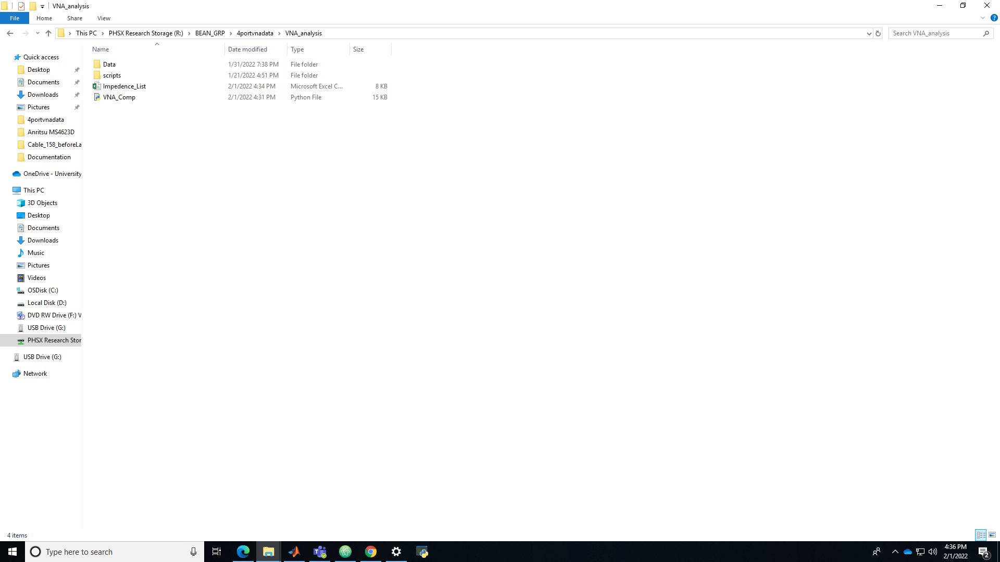 VNA_analysis
File Home Share View
This PC PHSX Research Storage (R:) BEAN_GRP 4portvnadata VNA_analysis
Search VNA_analysis
Name Date modified Type Size
Data 1/31/2022 7:38 PM File folder
scripts 1/21/2022 4:51 PM File folder
Impedence_List 2/1/2022 4:34 PM Microsoft Excel C... 8 KB
VNA_Comp 2/1/2022 4:31 PM Python File 15 KB
Quick access
Desktop
Documents
Downloads
Pictures
4portvnadata
Anritsu MS4623D
Cable_158_beforeLa
Documentation
OneDrive - University
This PC
3D Objects
Desktop
Documents
Downloads
Music
Pictures
Videos
OSDisk (C:)
Local Disk (D:)
DVD RW Drive (F:) V
USB Drive (G:)
PHSX Research Stor
USB Drive (G:)
Network
4 items
Type here to search
4:36 PM
2/1/2022
2